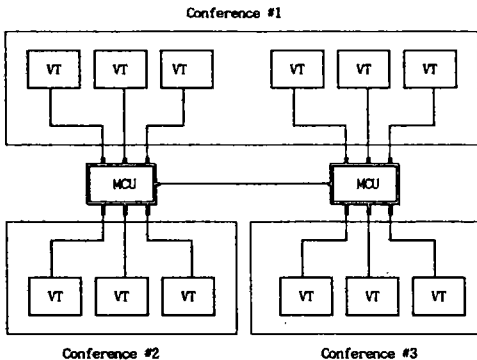 Conference #1
VT VT VT VT VT VT
MCU MCU
VT VT VT VT VT VT
Conference #2 Conference #3